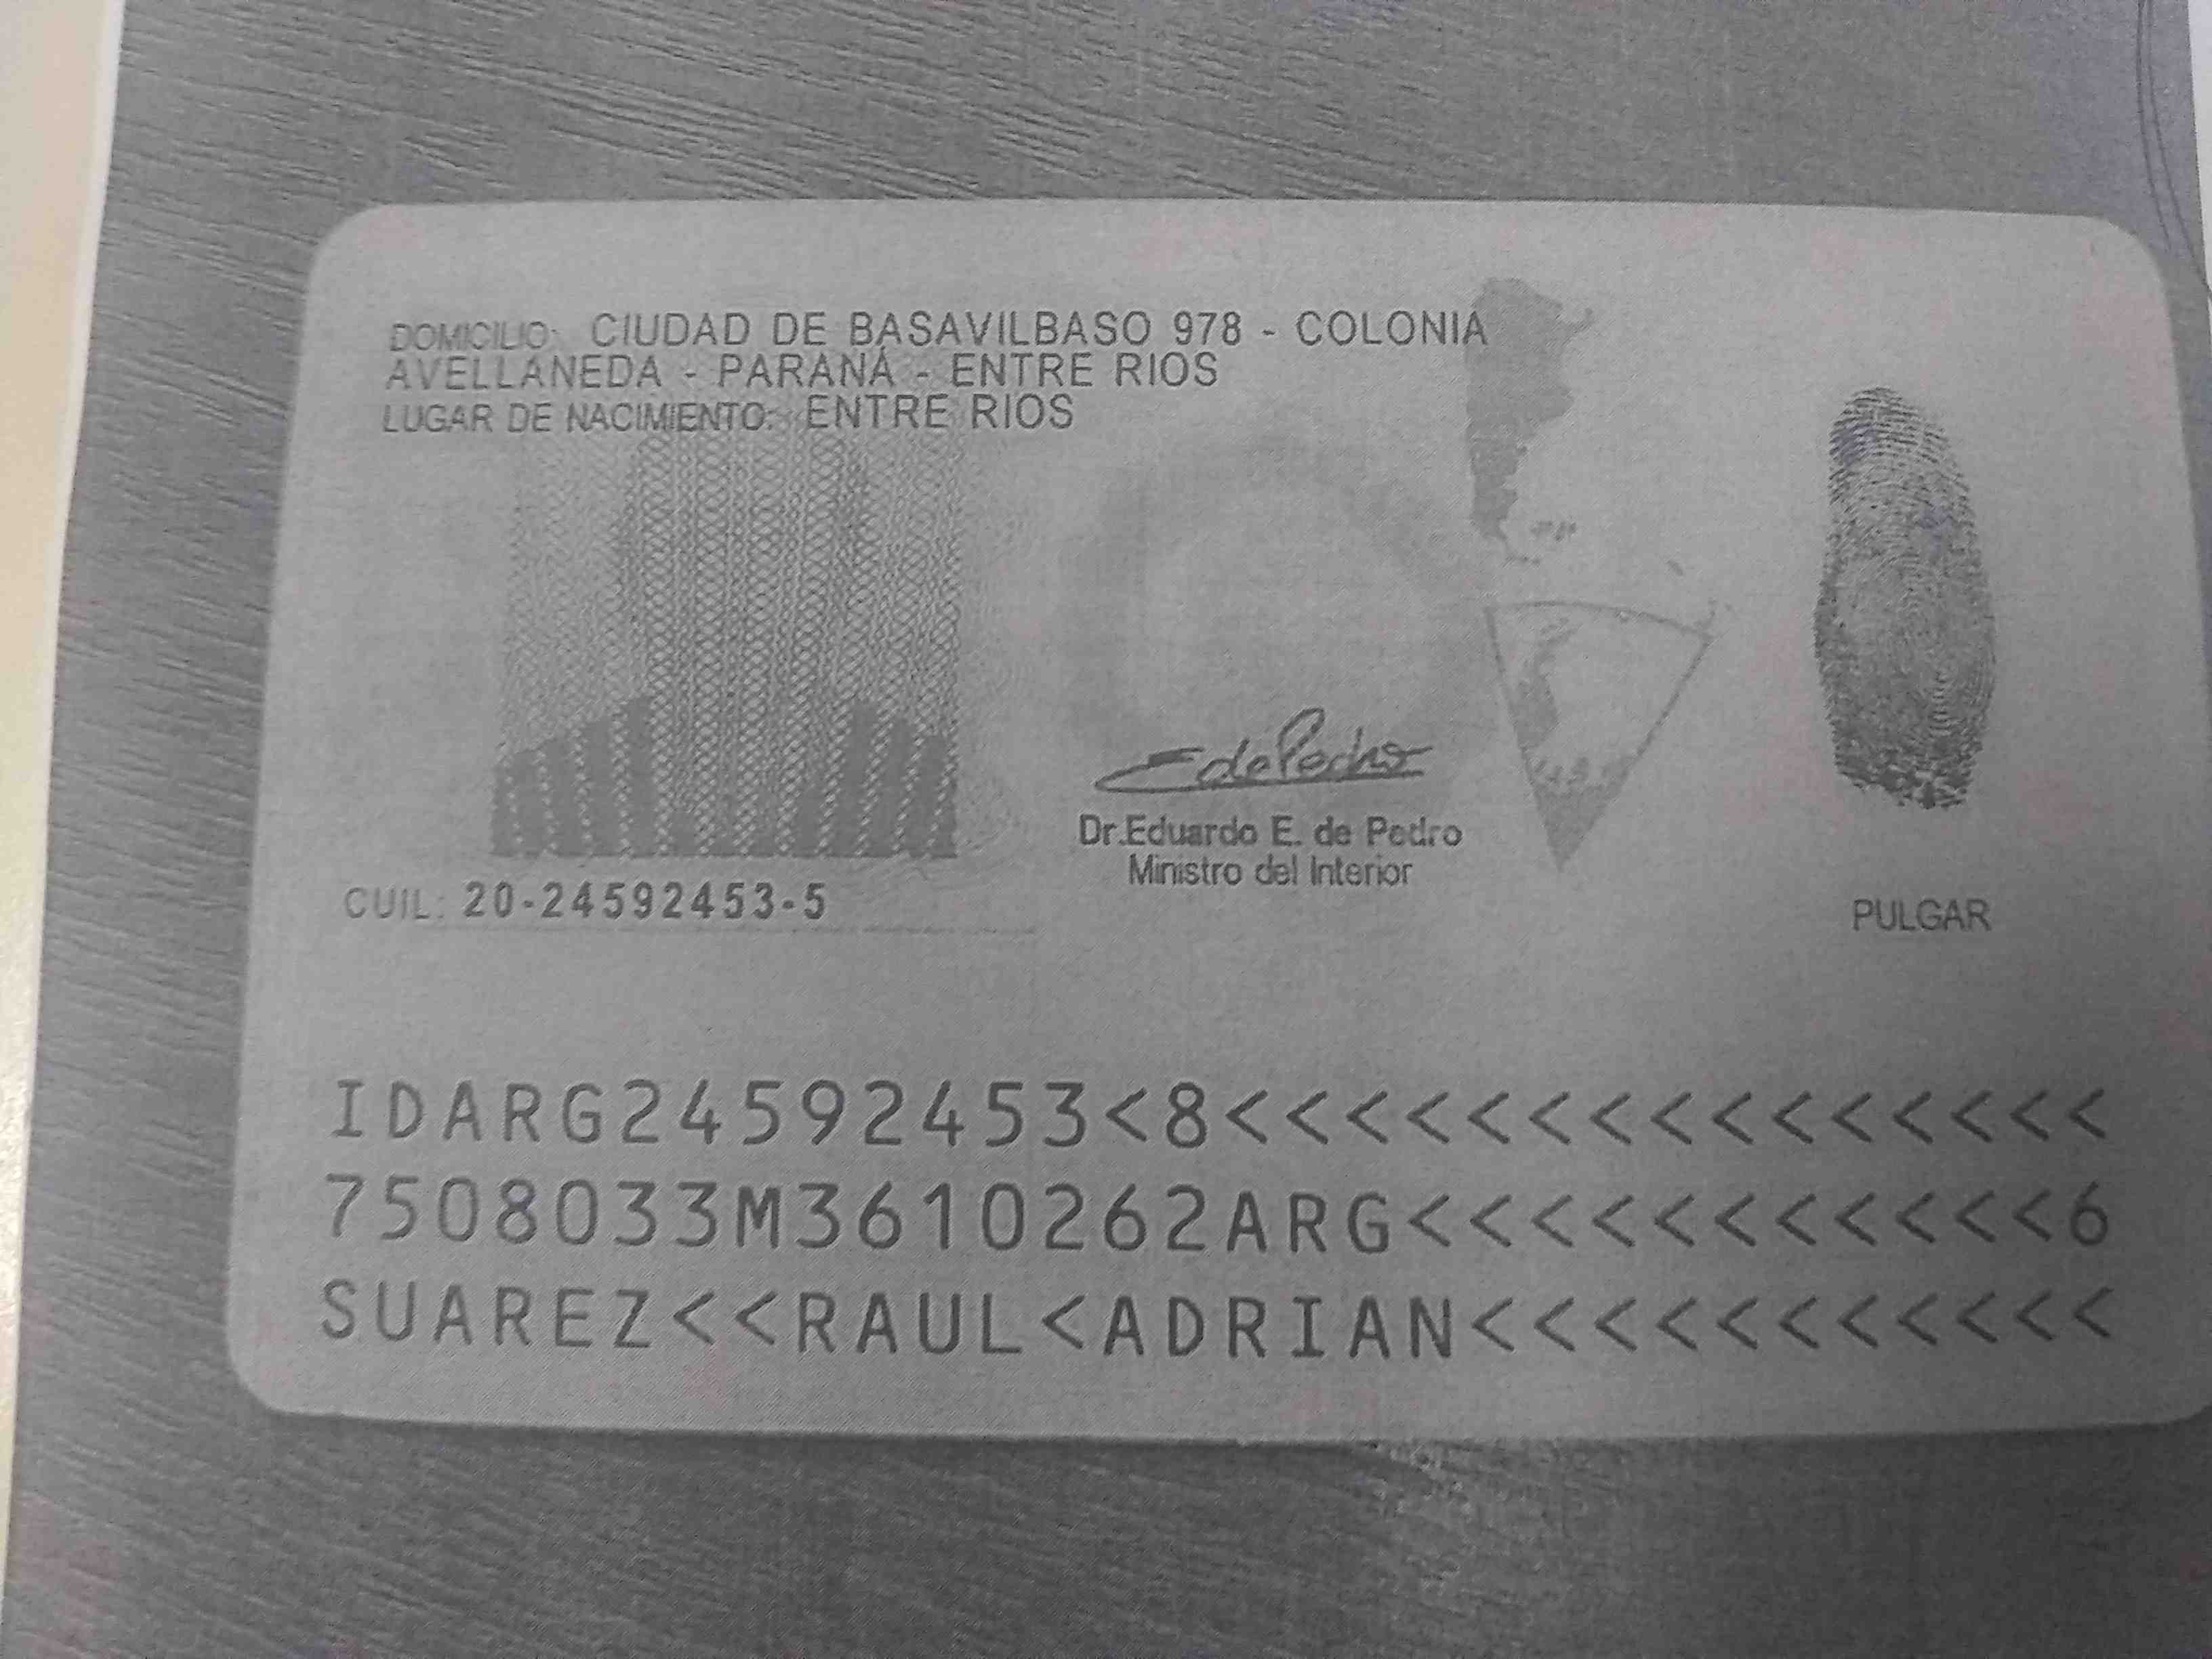 DOMICILIO: CIUDAD DE BASAVILBASO 978 - COLONIA
AVELLANEDA - PARANÁ - ENTRE RIOS
LUGAR DE NACIMIENTO: ENTRE RIOS
EdePedro
Dr.Eduardo E. de Pedro
Ministro del Interior
CUIL: 20-24592453-5
PULGAR
IDARG24592453<8<<<<<<<<<<<<<<<
7508033M3610262ARG<<<<<<<<<<<6
SUAREZ<<RAUL<ADRIAN<<<<<<<<<<<